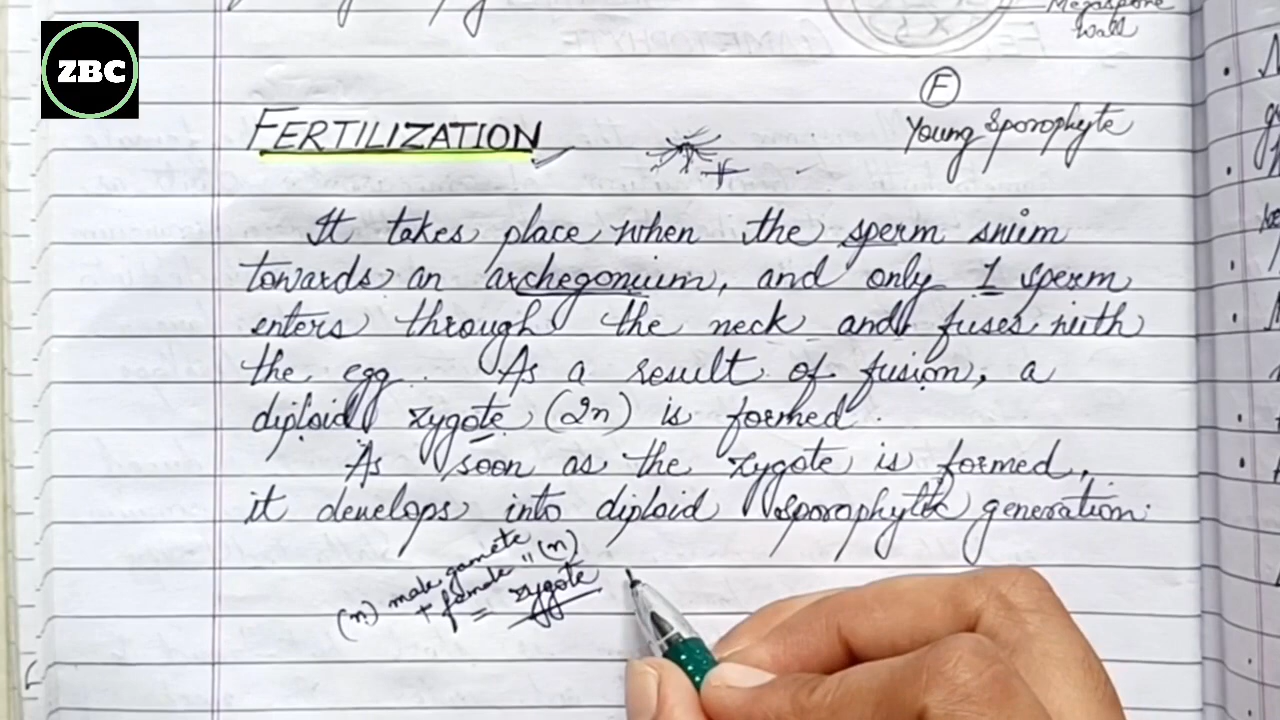 ZBC
Megaspore
wall
F
Young Sporophyte
FERTILIZATION
It takes place when the sperm swim
towards an archegonium, and only 1 sperm
enters through the neck and fuses with
the egg. As a result of fusion, a
diploid zygote (2n) is formed.
As soon as the zygote is formed,
it develops into diploid sporophytic generation.
(n) male gamete
+ female " (n)
= zygote